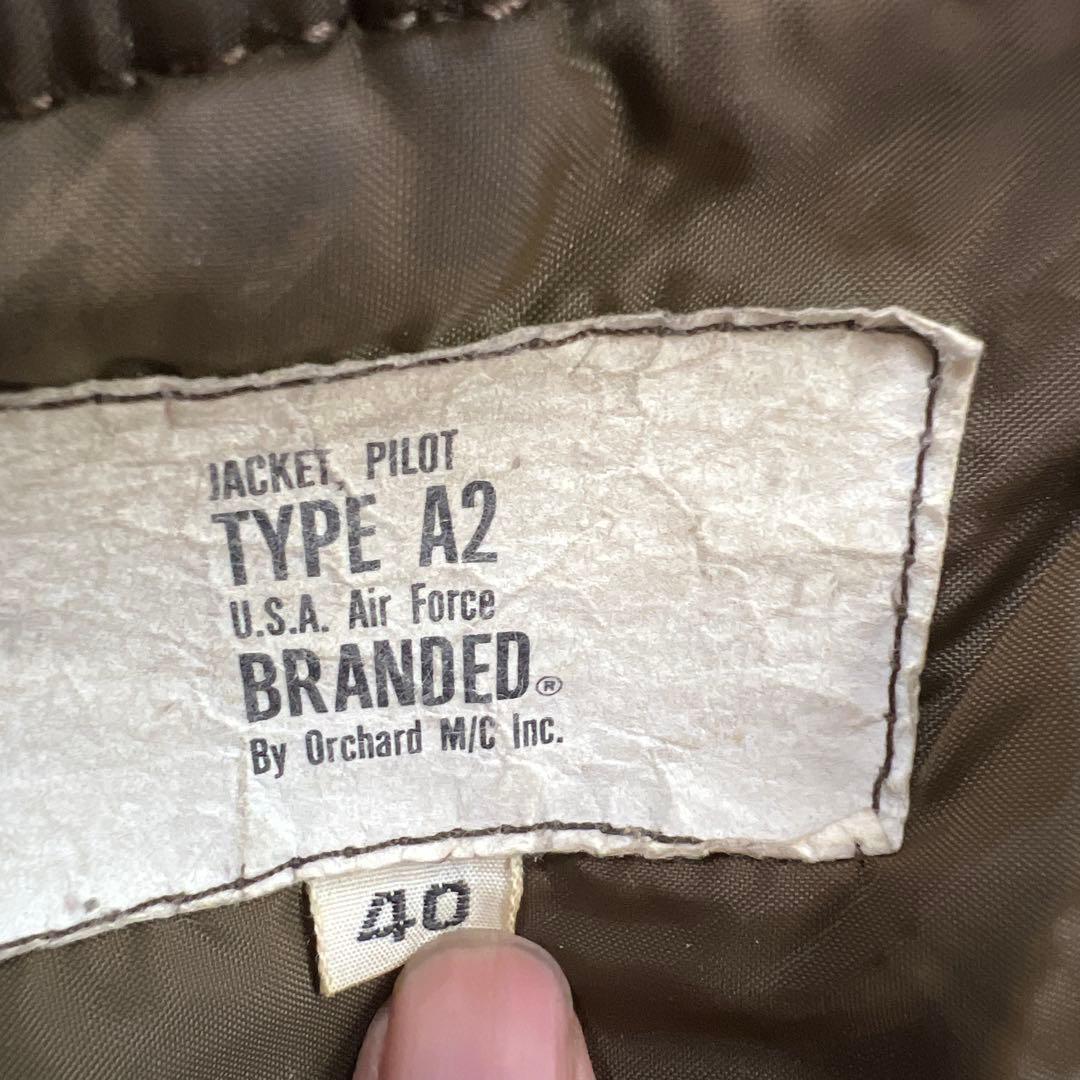 JACKET, PILOT
TYPE A2
U.S.A. Air Force
BRANDED®
By Orchard M/C Inc.
40